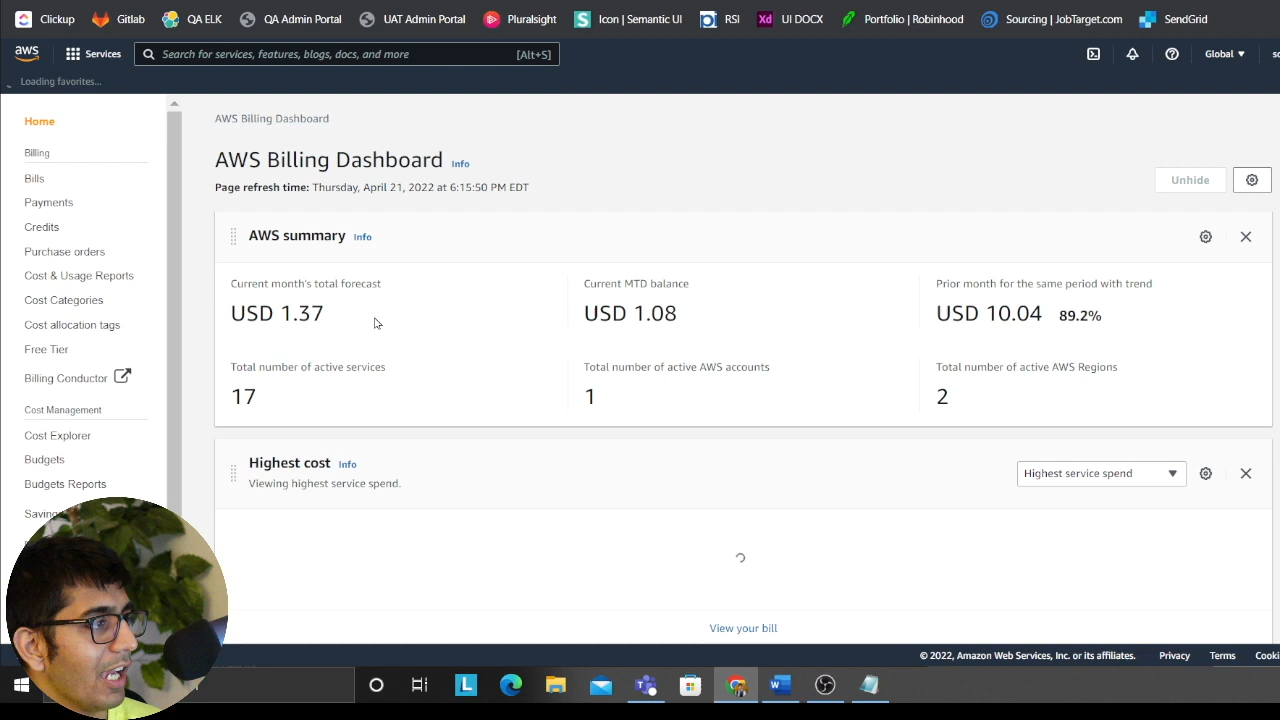 Clickup Gitlab QA ELK QA Admin Portal UAT Admin Portal Pluralsight Icon | Semantic UI RSI UI DOCX Portfolio | Robinhood Sourcing | JobTarget.com SendGrid
aws Services Search for services, features, blogs, docs, and more [Alt+S] Global
Loading favorites...
Home
Billing
Bills
Payments
Credits
Purchase orders
Cost & Usage Reports
Cost Categories
Cost allocation tags
Free Tier
Billing Conductor
Cost Management
Cost Explorer
Budgets
Budgets Reports
AWS Billing Dashboard
AWS Billing Dashboard Info
Page refresh time: Thursday, April 21, 2022 at 6:15:50 PM EDT
Unhide
AWS summary Info
Current month's total forecast
USD 1.37
Current MTD balance
USD 1.08
Prior month for the same period with trend
USD 10.04 89.2%
Total number of active services
17
Total number of active AWS accounts
1
Total number of active AWS Regions
2
Highest cost Info
Viewing highest service spend.
Highest service spend
View your bill
© 2022, Amazon Web Services, Inc. or its affiliates. Privacy Terms Cooki